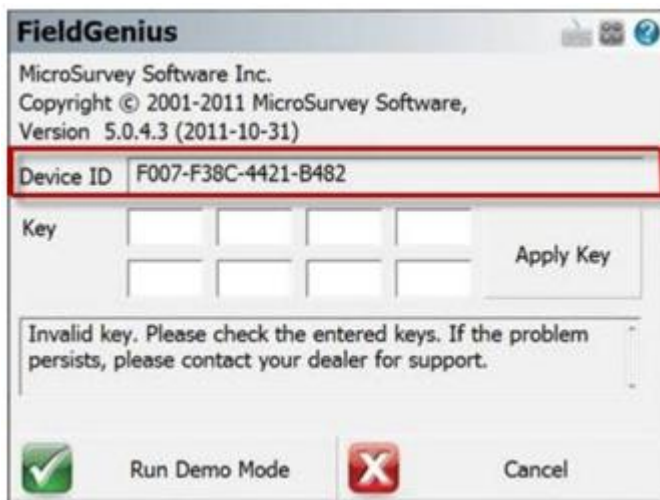 FieldGenius
MicroSurvey Software Inc.
Copyright © 2001-2011 MicroSurvey Software,
Version 5.0.4.3 (2011-10-31)
Device ID F007-F38C-4421-B482
Key
Apply Key
Invalid key. Please check the entered keys. If the problem
persists, please contact your dealer for support.
Run Demo Mode
Cancel